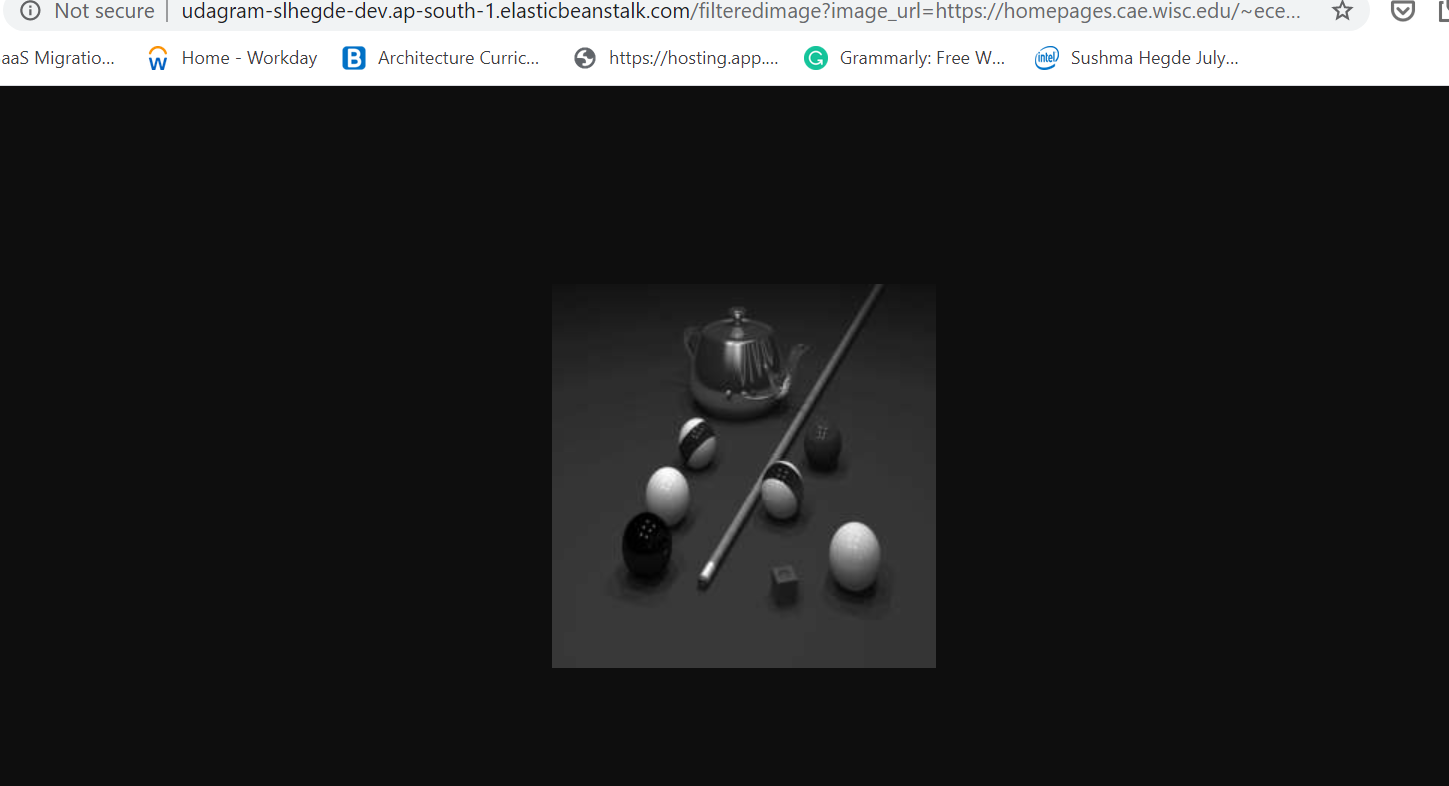 Not secure | udagram-slhegde-dev.ap-south-1.elasticbeanstalk.com/filteredimage?image_url=https://homepages.cae.wisc.edu/~ece...
aaS Migratio... Home - Workday B Architecture Curric... https://hosting.app.... G Grammarly: Free W... intel Sushma Hegde July...